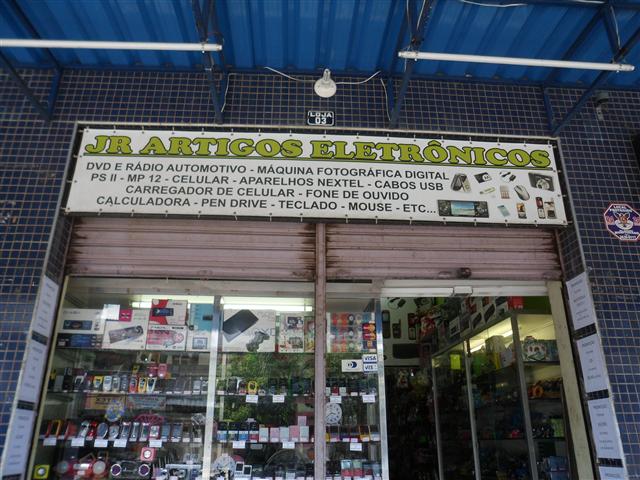 LOJA
03
JR ARTIGOS ELETRÔNICOS
DVD E RÁDIO AUTOMOTIVO - MÁQUINA FOTOGRÁFICA DIGITAL
PS II - MP 12 - CELULAR - APARELHOS NEXTEL - CABOS USB
CARREGADOR DE CELULAR - FONE DE OUVIDO
CALCULADORA - PEN DRIVE - TECLADO - MOUSE - ETC...
VISA